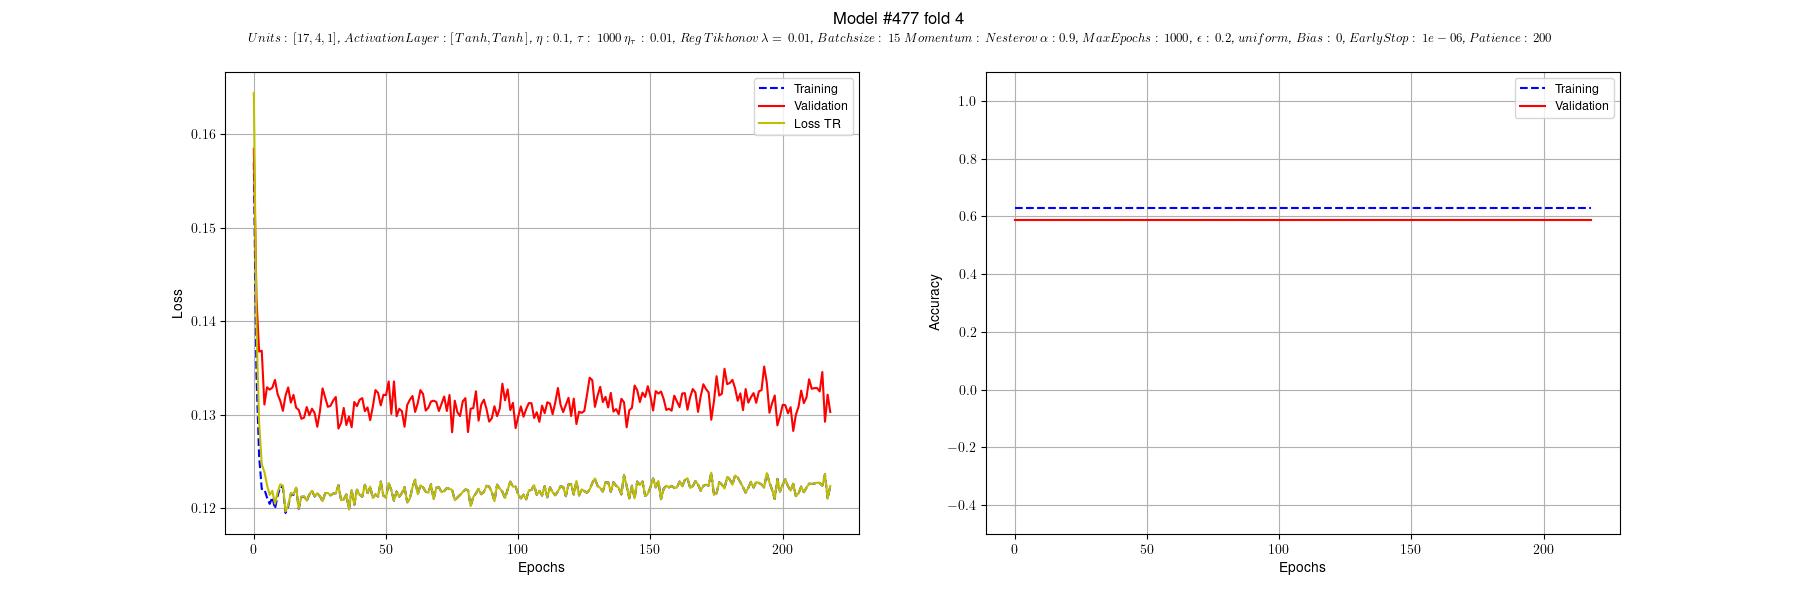 Model #477 fold 4
Units : [17, 4, 1], ActivationLayer : [Tanh, Tanh], η : 0.1, τ : 1000 η_τ : 0.01, Reg Tikhonov λ = 0.01, Batchsize : 15 Momentum : Nesterov α : 0.9, MaxEpochs : 1000, ϵ : 0.2, uniform, Bias : 0, EarlyStop : 1e − 06, Patience : 200
Training
Validation
Loss TR
0.16
0.15
0.14
0.13
0.12
Loss
0 50 100 150 200
Epochs
Training
Validation
1.0
0.8
0.6
0.4
0.2
0.0
−0.2
−0.4
Accuracy
0 50 100 150 200
Epochs